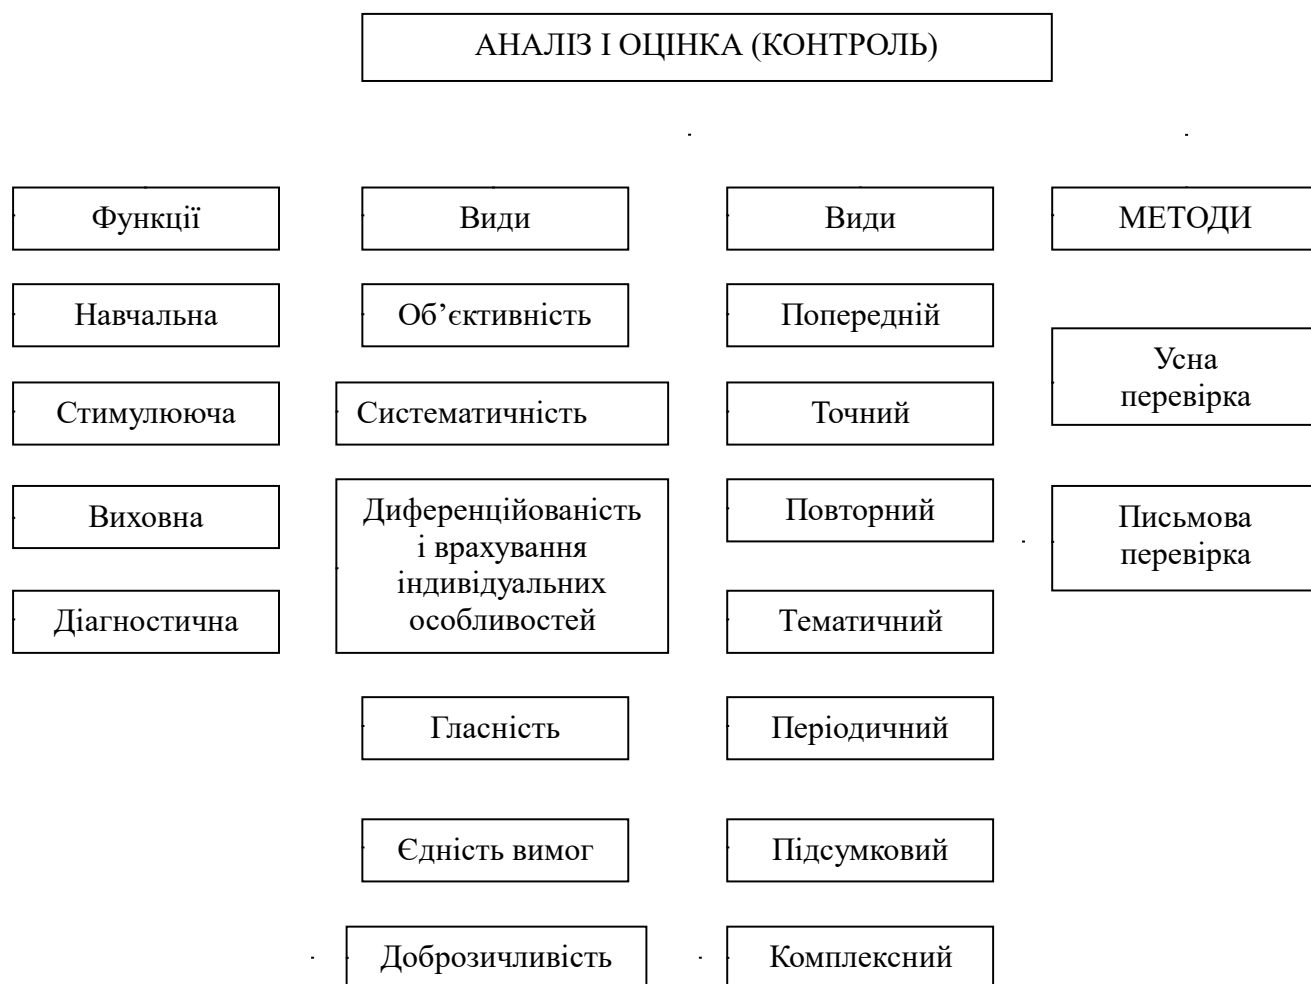 АНАЛІЗ І ОЦІНКА (КОНТРОЛЬ)
Функції
Навчальна
Стимулююча
Виховна
Діагностична
Види
Об’єктивність
Систематичність
Диференційованість
і врахування
індивідуальних
особливостей
Гласність
Єдність вимог
Доброзичливість
Види
Попередній
Точний
Повторний
Тематичний
Періодичний
Підсумковий
Комплексний
МЕТОДИ
Усна
перевірка
Письмова
перевірка